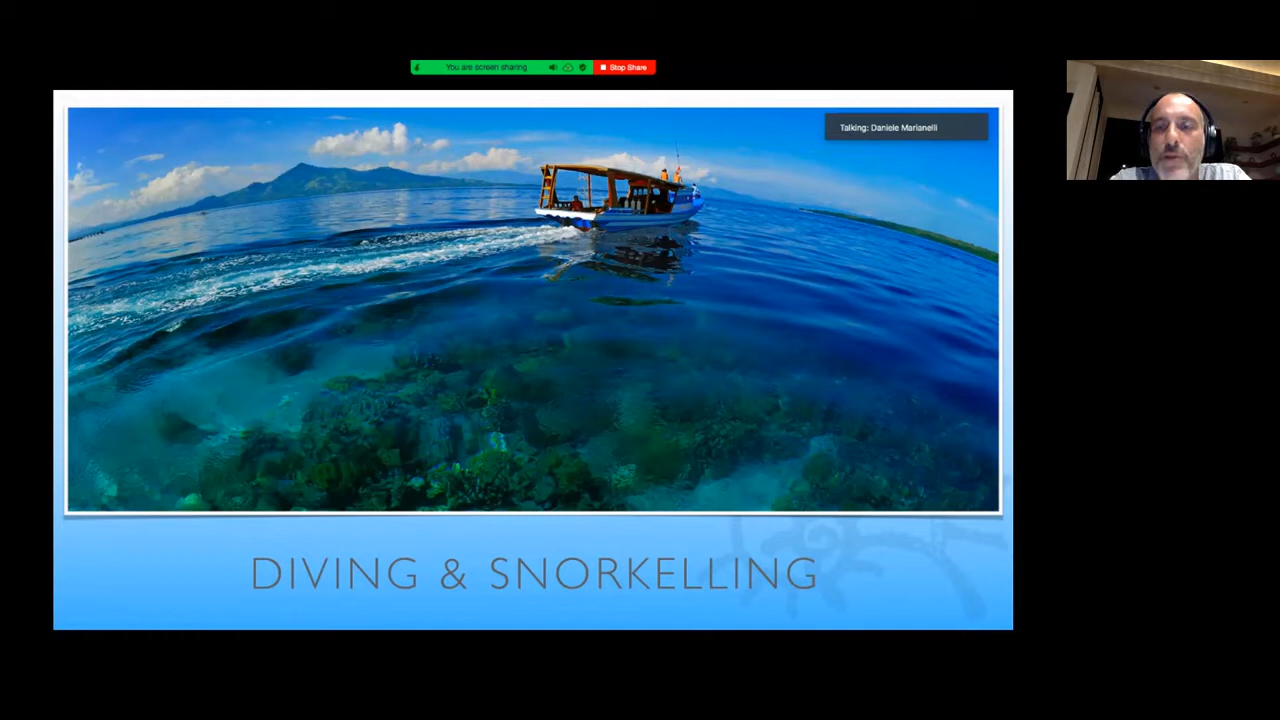 You are screen sharing
Stop Share
Talking: Daniele Marianelli
DIVING & SNORKELLING